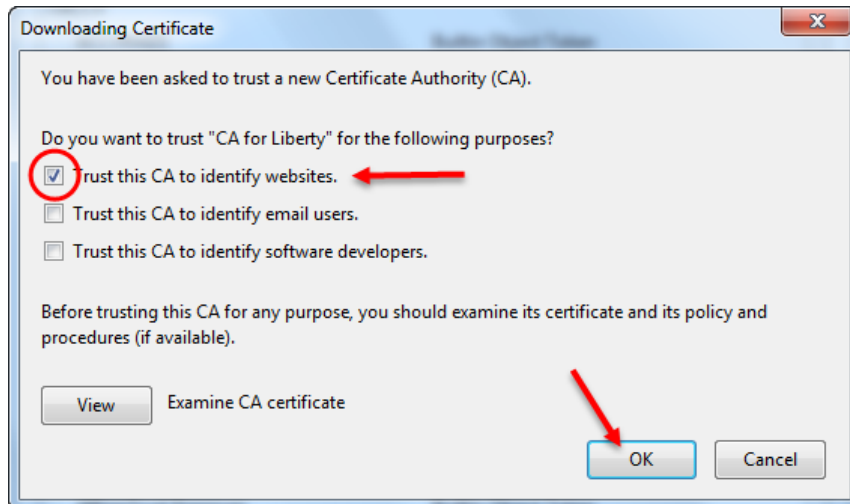 Downloading Certificate
You have been asked to trust a new Certificate Authority (CA).
Do you want to trust "CA for Liberty" for the following purposes?
Trust this CA to identify websites.
Trust this CA to identify email users.
Trust this CA to identify software developers.
Before trusting this CA for any purpose, you should examine its certificate and its policy and
procedures (if available).
View Examine CA certificate
OK Cancel